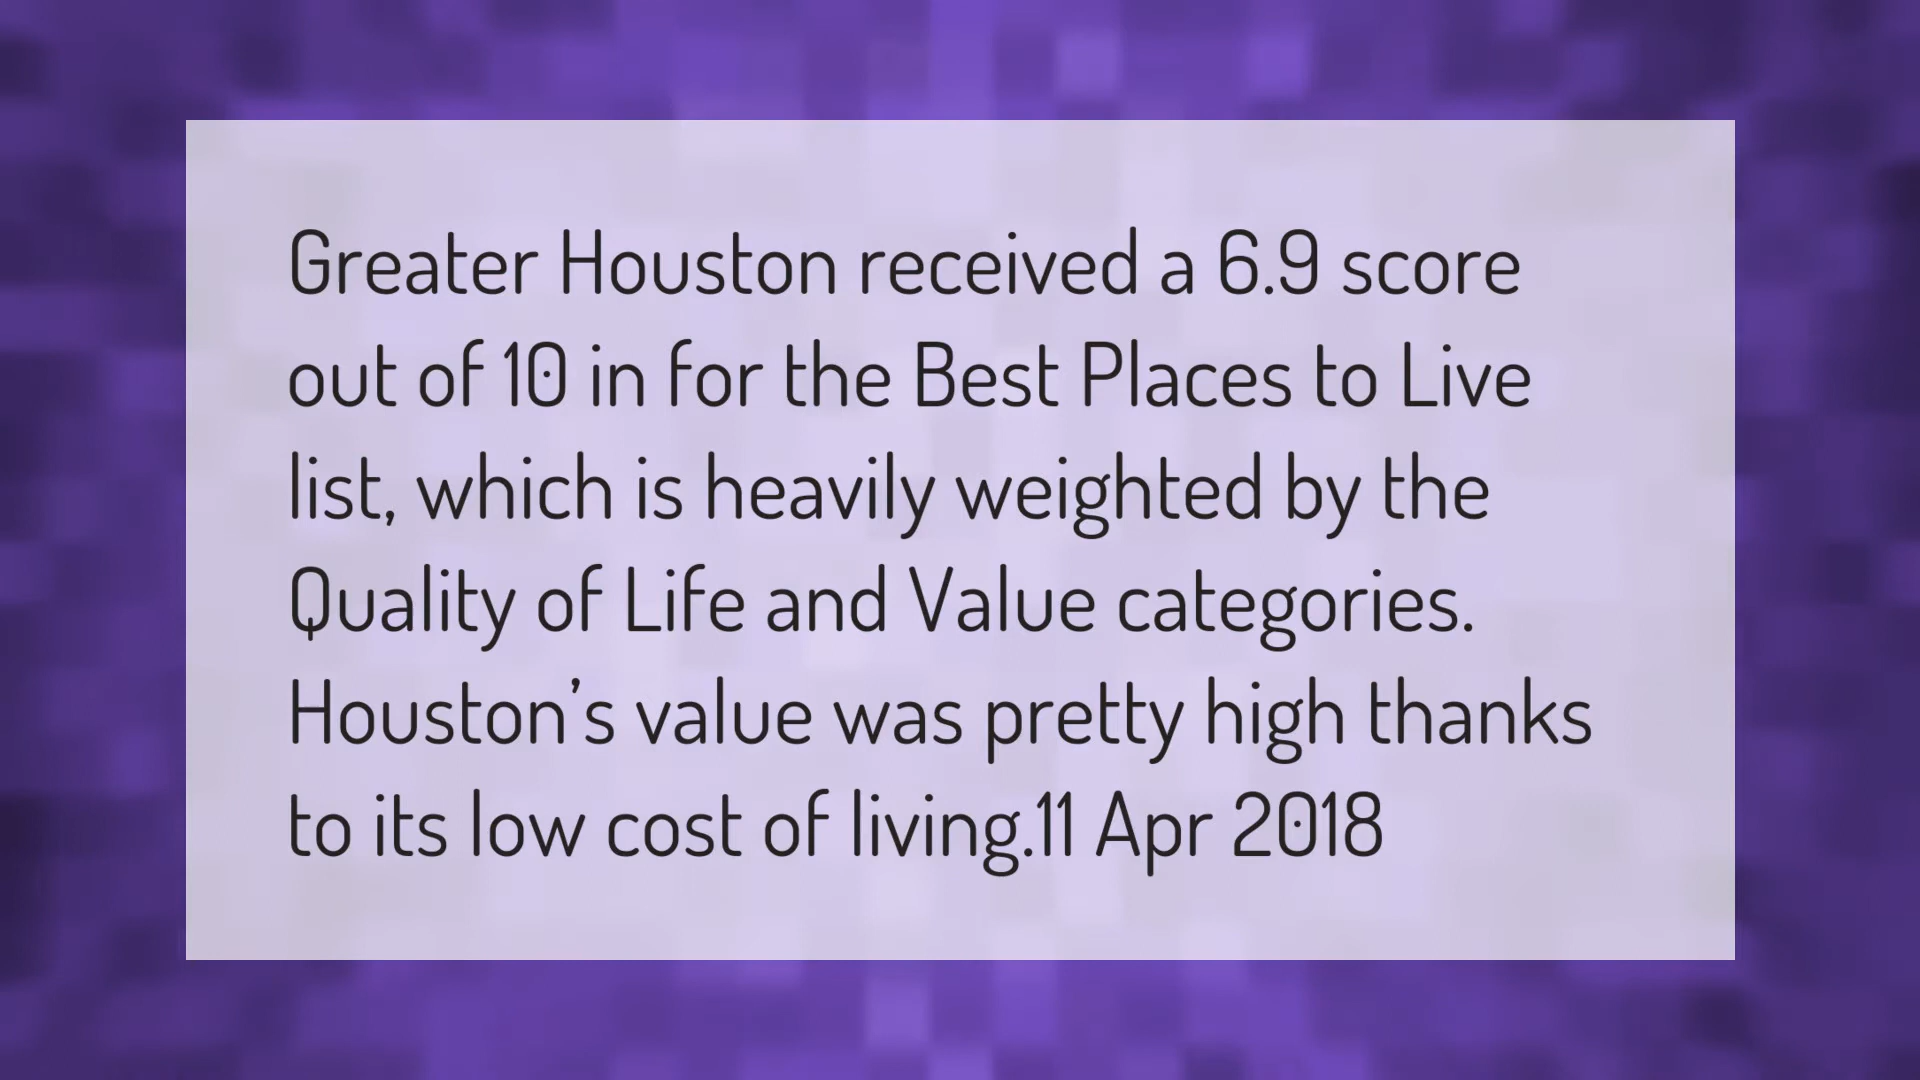 Greater Houston received a 6.9 score
out of 10 in for the Best Places to Live
list, which is heavily weighted by the
Quality of Life and Value categories.
Houston’s value was pretty high thanks
to its low cost of living.11 Apr 2018